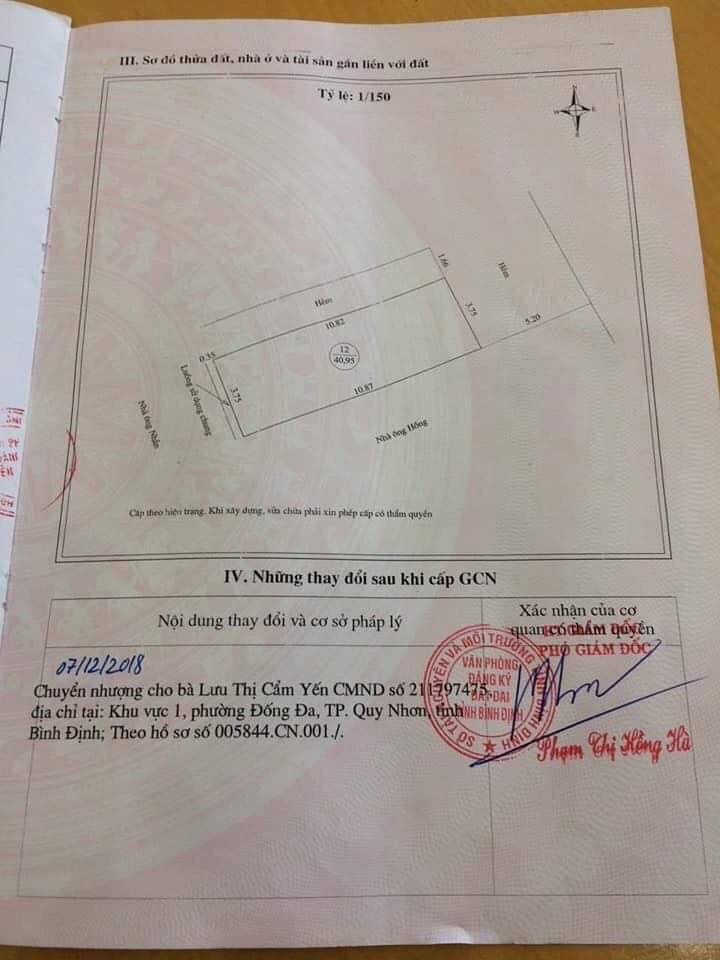 III. Sơ đồ thửa đất, nhà ở và tài sản gắn liền với đất
Tỷ lệ: 1/150
W E
S
1.66
Hẻm
Hẻm
10.82
3.75
5.20
0.35
12
40,95
Luồng sử dụng chung
3.75
10.87
Nhà ông Nhân
Nhà ông Hồng
Cấp theo hiện trạng. Khi xây dựng, sửa chữa phải xin phép cấp có thẩm quyền
IV. Những thay đổi sau khi cấp GCN
Nội dung thay đổi và cơ sở pháp lý
Xác nhận của cơ
quan có thẩm quyền
PHÓ GIÁM ĐỐC
07/12/2018
Chuyển nhượng cho bà Lưu Thị Cẩm Yến CMND số 211797475,
địa chỉ tại: Khu vực 1, phường Đống Đa, TP. Quy Nhơn, tỉnh
Bình Định; Theo hồ sơ số 005844.CN.001./.
SỞ TÀI NGUYÊN VÀ MÔI TRƯỜNG TỈNH BÌNH ĐỊNH
VĂN PHÒNG
ĐĂNG KÝ
ĐẤT ĐAI
TỈNH BÌNH ĐỊNH
Phạm Thị Hồng Hà